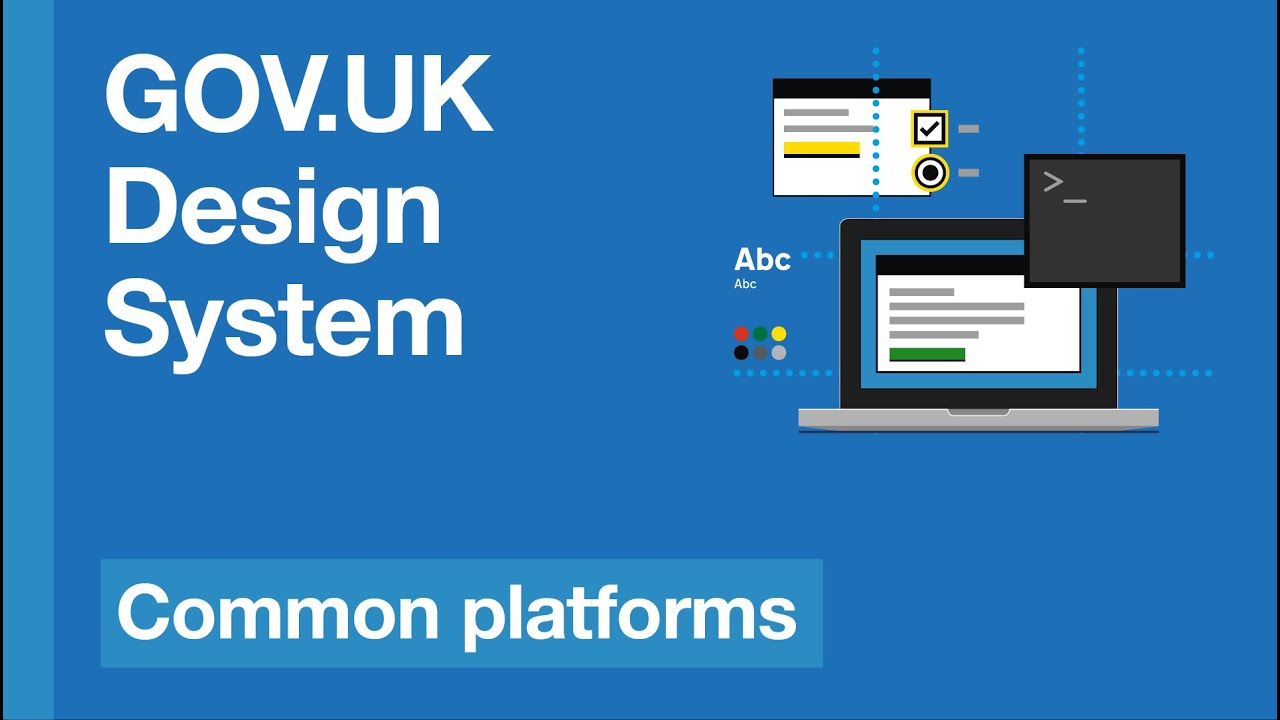 GOV.UK
Design
System
Abc
Abc
>_
Common platforms